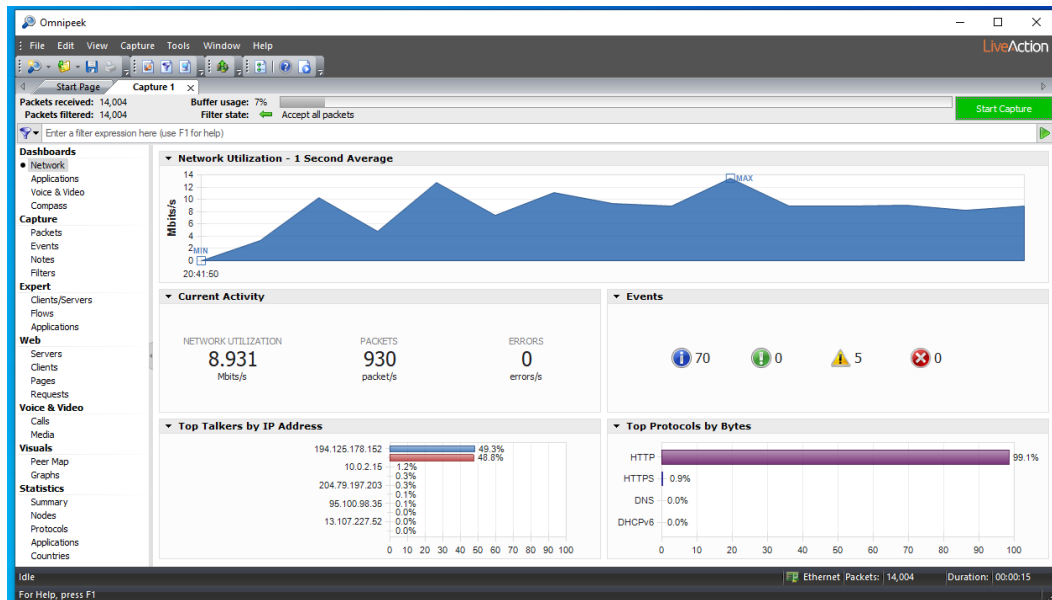 Omnipeek
File Edit View Capture Tools Window Help
LiveAction
Start Page Capture 1
Packets received: 14,004 Buffer usage: 7%
Packets filtered: 14,004 Filter state: Accept all packets
Start Capture
Enter a filter expression here (use F1 for help)
Dashboards
Network
Applications
Voice & Video
Compass
Capture
Packets
Events
Notes
Filters
Expert
Clients/Servers
Flows
Applications
Web
Servers
Clients
Pages
Requests
Voice & Video
Calls
Media
Visuals
Peer Map
Graphs
Statistics
Summary
Nodes
Protocols
Applications
Countries
Network Utilization - 1 Second Average
Mbits/s
14
12
10
8
6
4
2
0
MIN
MAX
20:41:50
Current Activity
NETWORK UTILIZATION PACKETS ERRORS
8.931 930 0
Mbits/s packet/s errors/s
Events
70 0 5 0
Top Talkers by IP Address
194.125.178.152 49.3%
48.8%
10.0.2.15 1.2%
0.3%
204.79.197.203 0.3%
0.1%
95.100.98.35 0.1%
0.0%
13.107.227.52 0.0%
0.0%
0 10 20 30 40 50 60 70 80 90 100
Top Protocols by Bytes
HTTP 99.1%
HTTPS 0.9%
DNS 0.0%
DHCPv6 0.0%
0 10 20 30 40 50 60 70 80 90 100
Idle Ethernet Packets: 14,004 Duration: 00:00:15
For Help, press F1